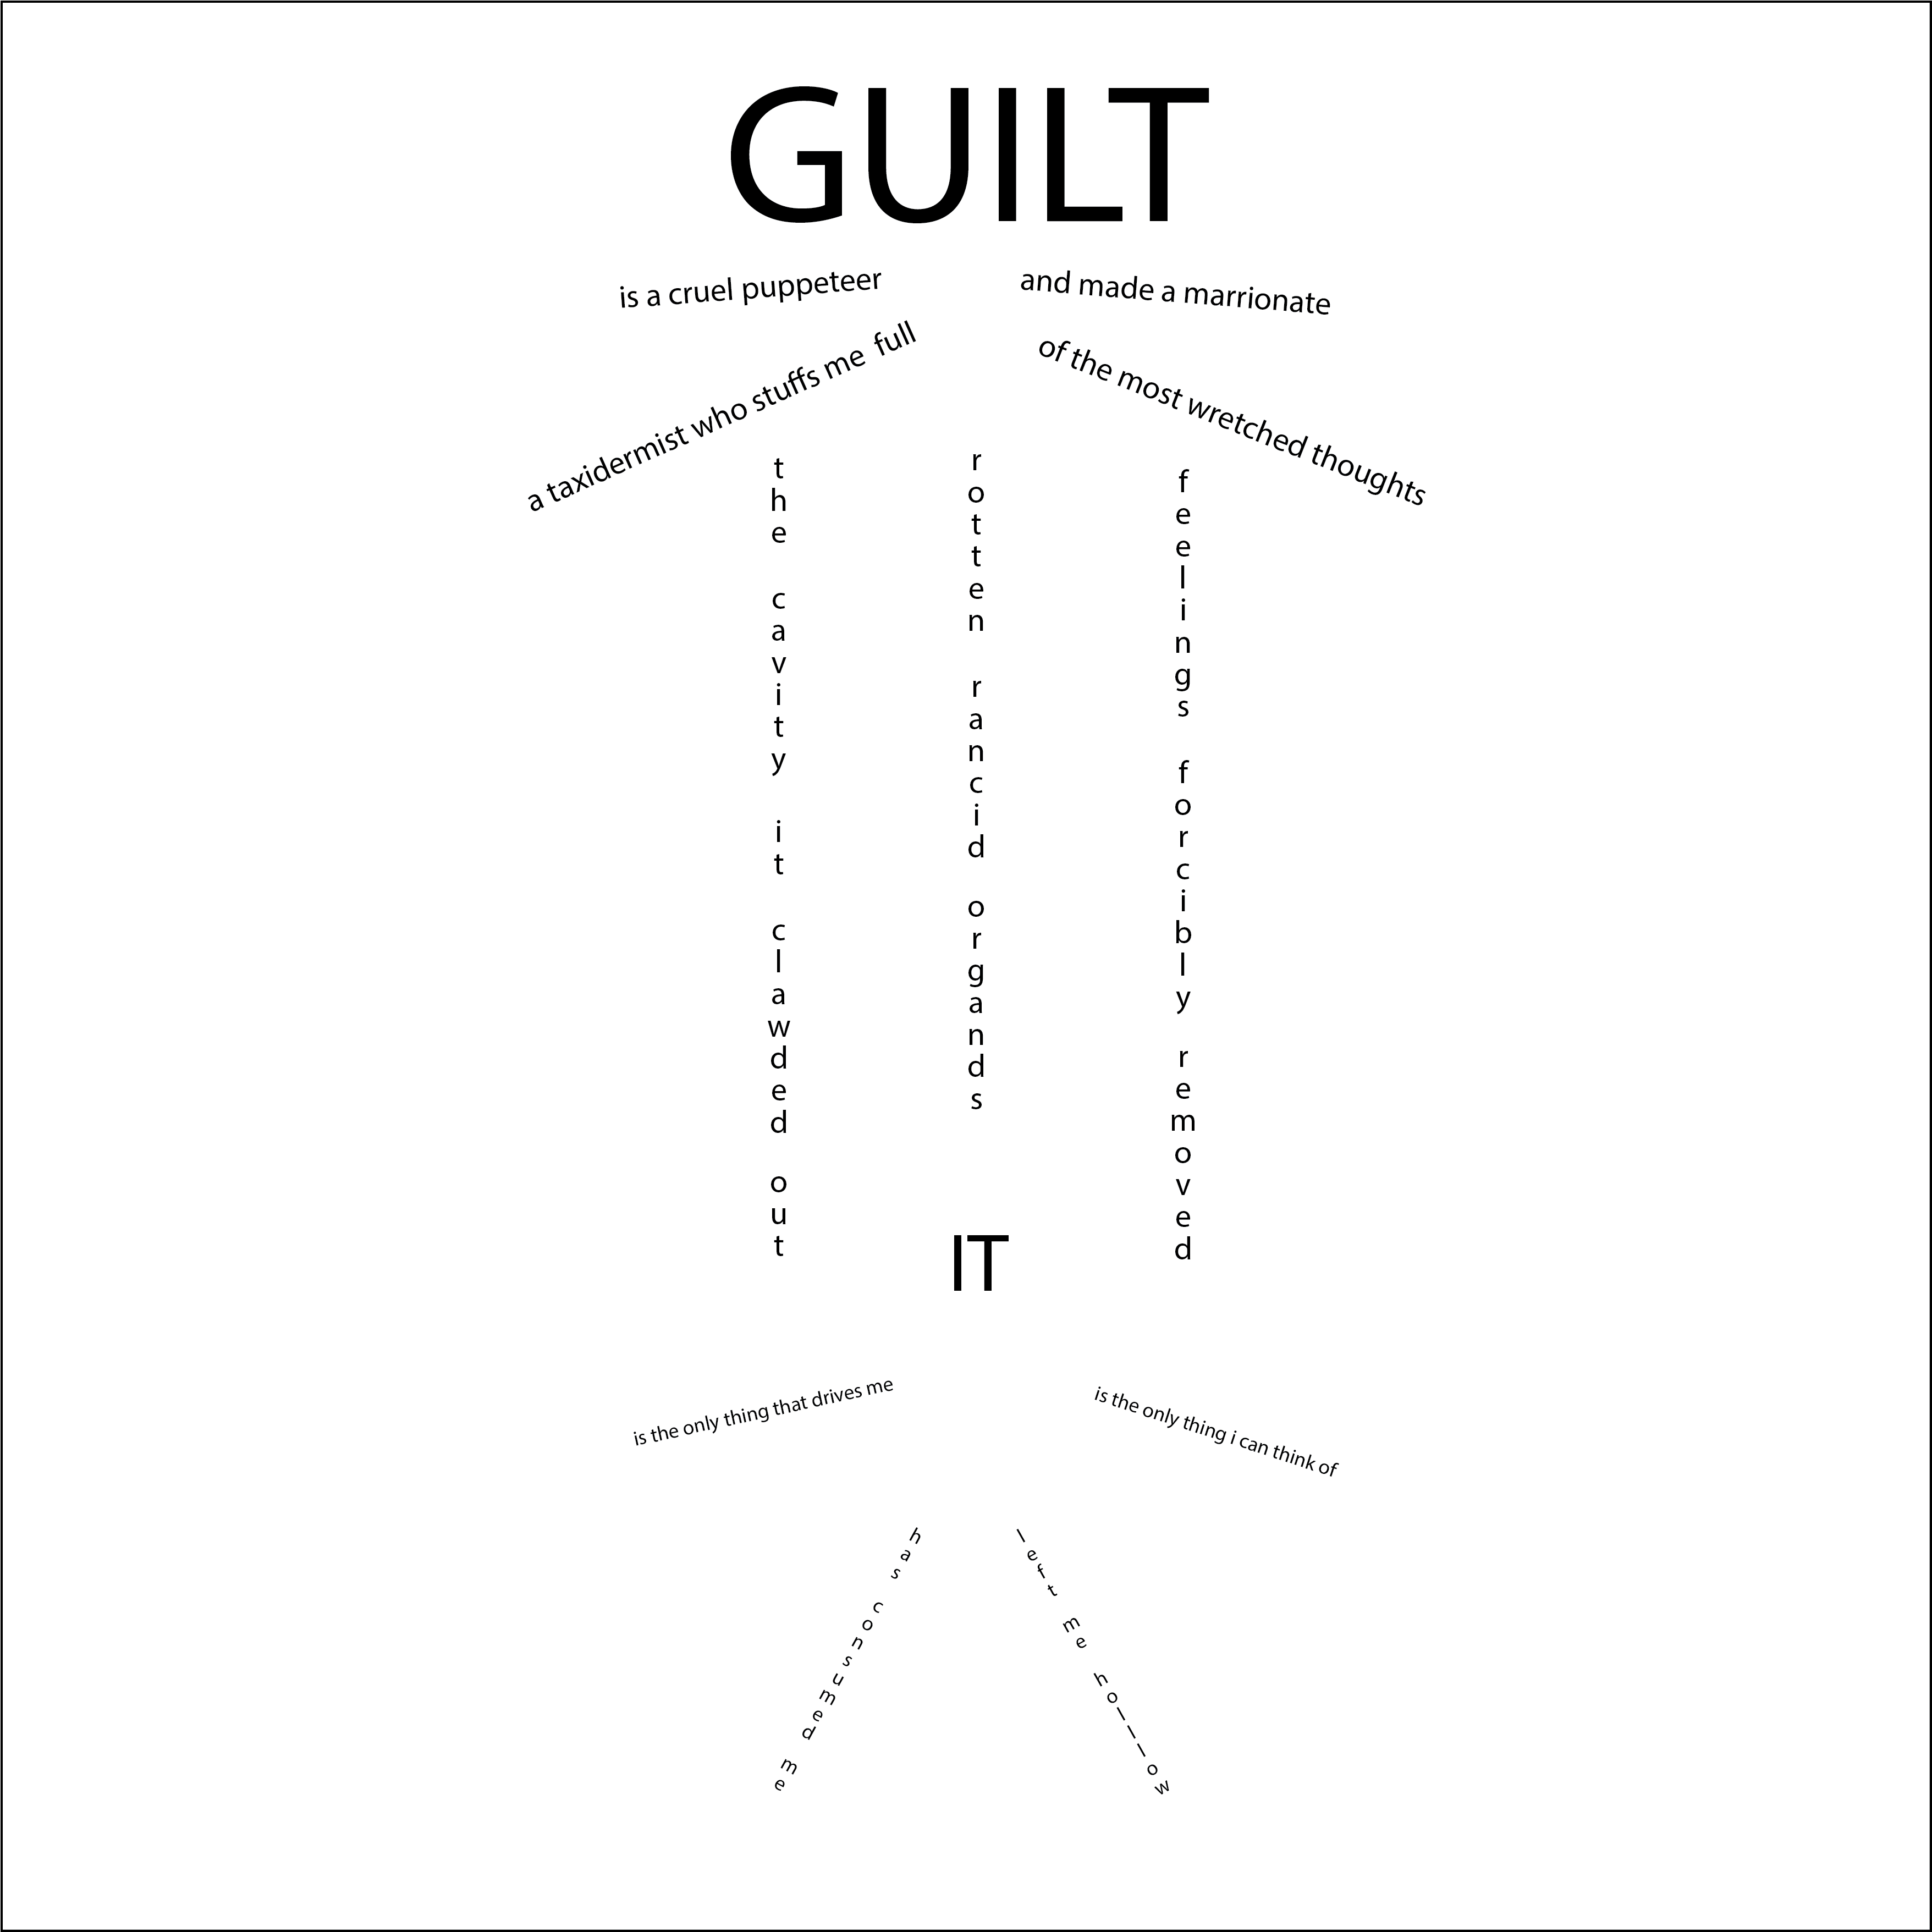 GUILT
is a cruel puppeteer
and made a marrionate
a taxidermist who stuffs me full
of the most wretched thoughts
the cavity it clawded out
rotten rancid organds
feelings forcibly removed
IT
is the only thing that drives me
is the only thing i can think of
has consumed me
left me holllow